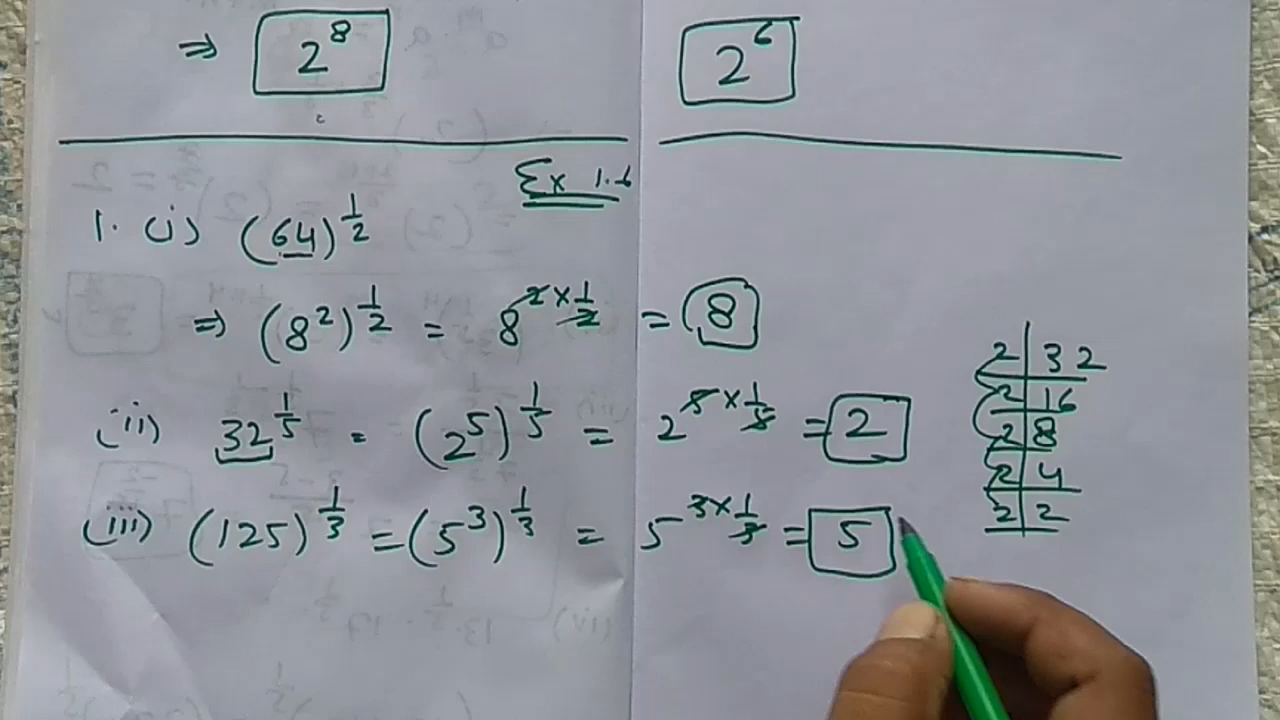 ⇒ 2^8 2^6
Ex 1.6
1. (i) (64)^{1/2}
⇒ (8^2)^{1/2} = 8^{2×1/2} = 8
(ii) 32^{1/5} = (2^5)^{1/5} = 2^{5×1/5} = 2
(iii) (125)^{1/3} = (5^3)^{1/3} = 5^{3×1/3} = 5
2 | 32
2 | 16
2 | 8
2 | 4
2 | 2